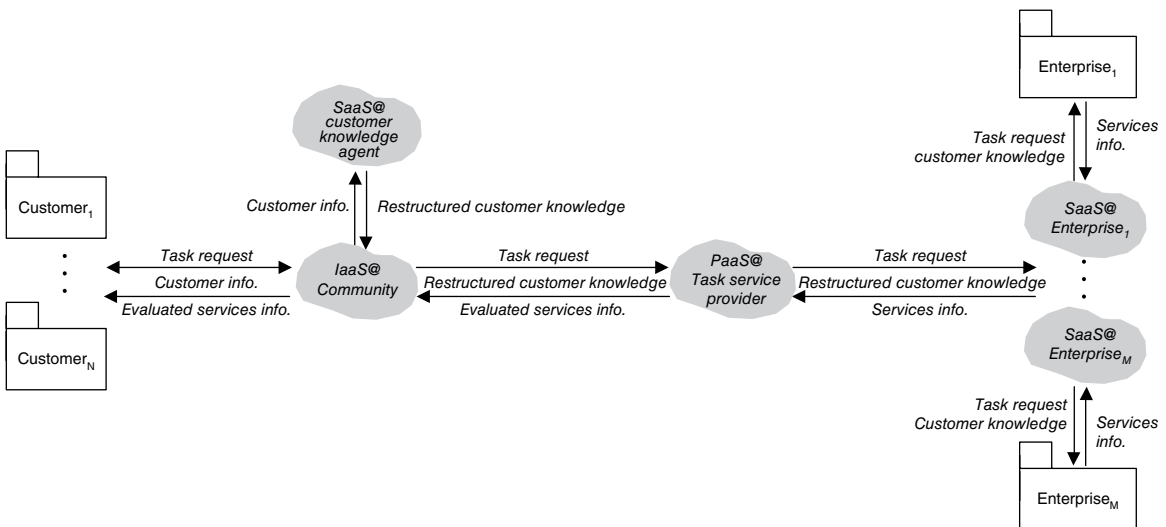 Enterprise1
Task request
customer knowledge
Services
info.
SaaS@
customer
knowledge
agent
Customer info.
Restructured customer knowledge
Customer1
SaaS@
Enterprise1
Task request
Customer info.
Evaluated services info.
IaaS@
Community
Task request
Restructured customer knowledge
Evaluated services info.
PaaS@
Task service
provider
Task request
Restructured customer knowledge
Services info.
CustomerN
SaaS@
EnterpriseM
Task request
Customer knowledge
Services
info.
EnterpriseM